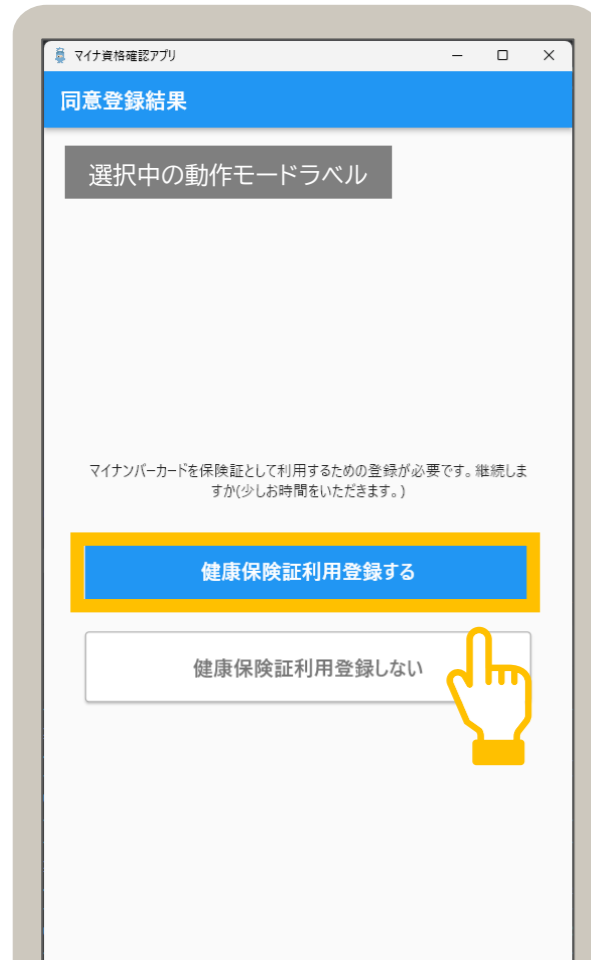 マイナ資格確認アプリ
同意登録結果
選択中の動作モードラベル
マイナンバーカードを保険証として利用するための登録が必要です。継続しま
すか(少しお時間をいただきます。)
健康保険証利用登録する
健康保険証利用登録しない